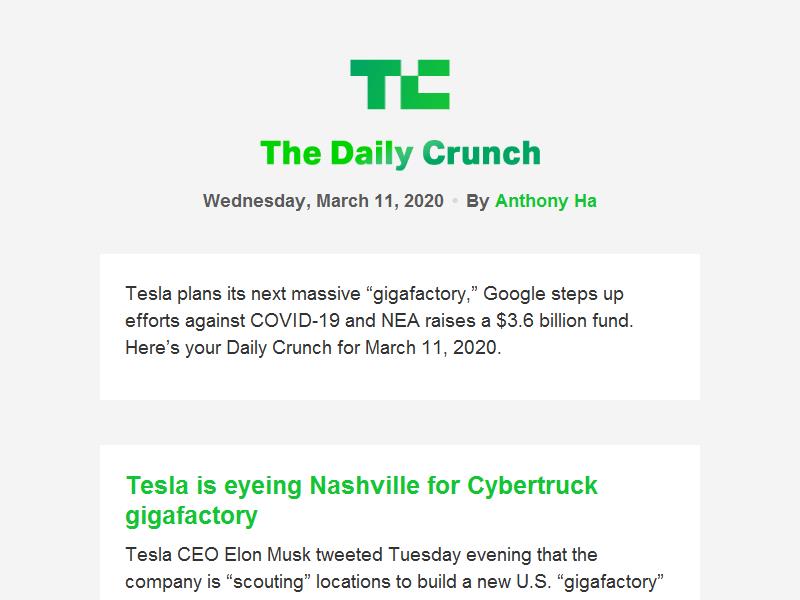 TC
The Daily Crunch
Wednesday, March 11, 2020 • By Anthony Ha
Tesla plans its next massive “gigafactory,” Google steps up
efforts against COVID-19 and NEA raises a $3.6 billion fund.
Here’s your Daily Crunch for March 11, 2020.
Tesla is eyeing Nashville for Cybertruck
gigafactory
Tesla CEO Elon Musk tweeted Tuesday evening that the
company is “scouting” locations to build a new U.S. “gigafactory”